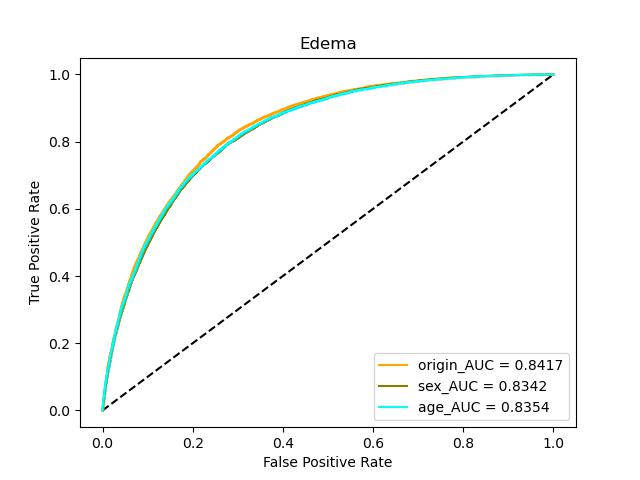 Edema
True Positive Rate
1.0
0.8
0.6
0.4
0.2
0.0
origin_AUC = 0.8417
sex_AUC = 0.8342
age_AUC = 0.8354
0.0 0.2 0.4 0.6 0.8 1.0
False Positive Rate